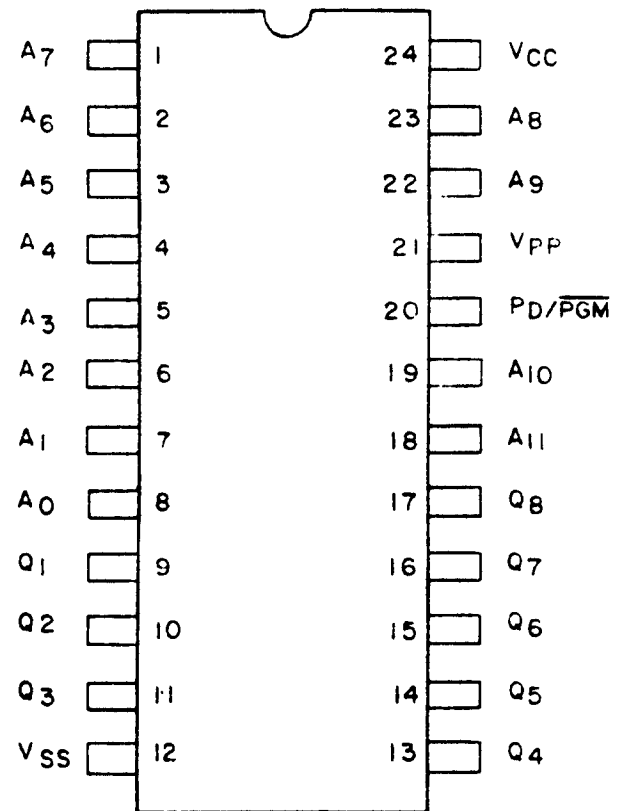 A7 1 24 VCC
A6 2 23 A8
A5 3 22 A9
A4 4 21 VPP
A3 5 20 PD/PGM
A2 6 19 A10
A1 7 18 A11
A0 8 17 Q8
Q1 9 16 Q7
Q2 10 15 Q6
Q3 11 14 Q5
VSS 12 13 Q4